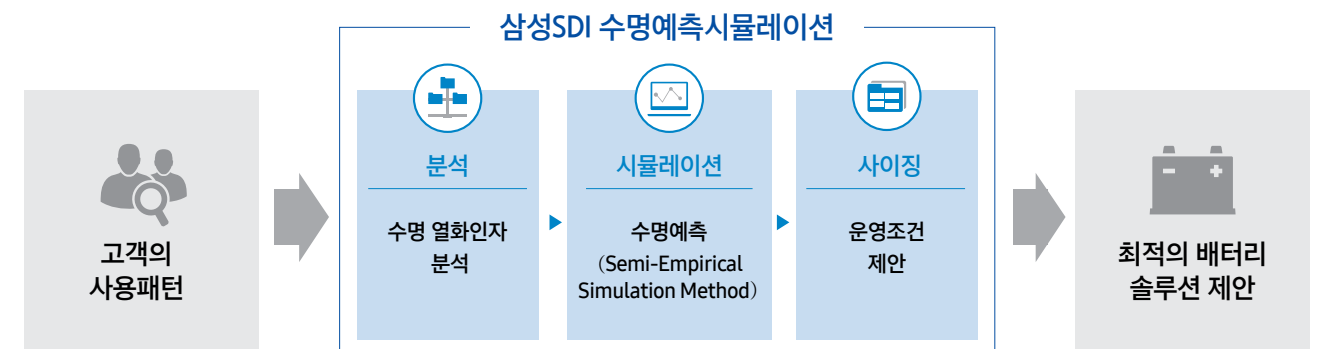 삼성SDI 수명예측시뮬레이션
고객의
사용패턴
분석
수명 열화인자
분석
시뮬레이션
수명예측
(Semi-Empirical
Simulation Method)
사이징
운영조건
제안
최적의 배터리
솔루션 제안